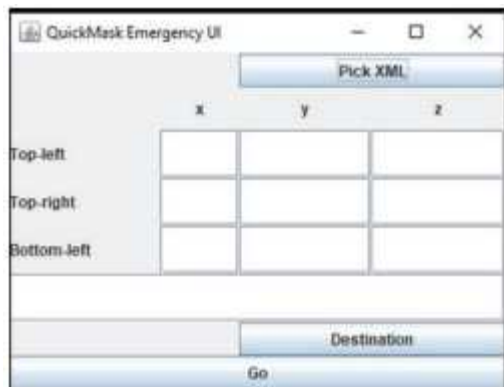 QuickMask Emergency UI
Pick XML
x y z
Top-left
Top-right
Bottom-left
Destination
Go